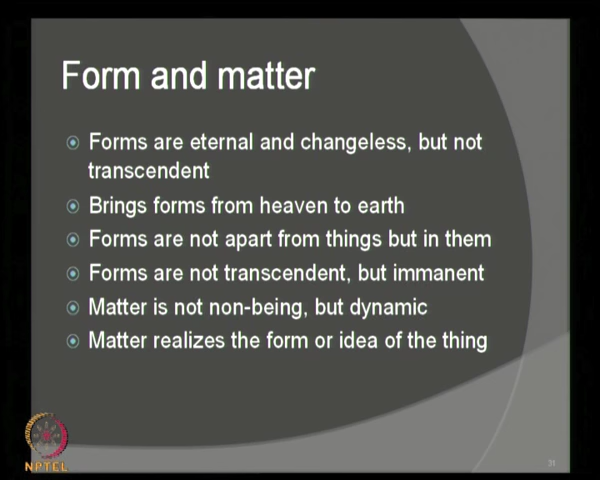 Form and matter
Forms are eternal and changeless, but not
transcendent
Brings forms from heaven to earth
Forms are not apart from things but in them
Forms are not transcendent, but immanent
Matter is not non-being, but dynamic
Matter realizes the form or idea of the thing
NPTEL